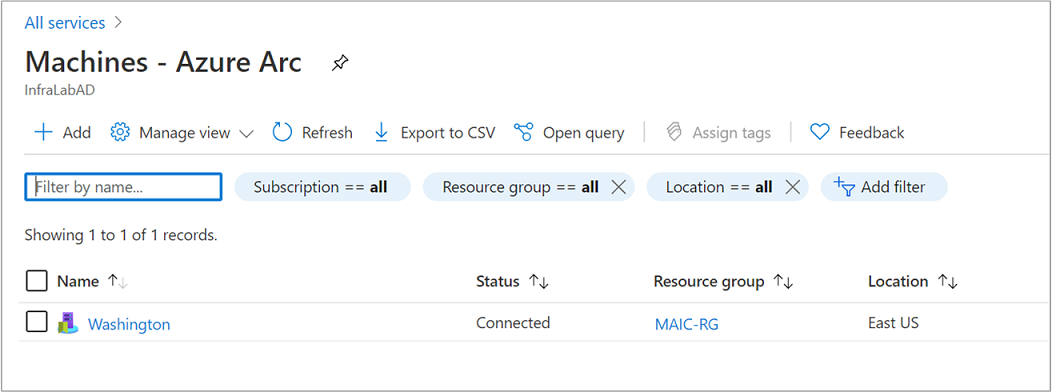 All services
Machines - Azure Arc
InfraLabAD
Add Manage view Refresh Export to CSV Open query Assign tags Feedback
Filter by name... Subscription == all Resource group == all Location == all Add filter
Showing 1 to 1 of 1 records.
Name Status Resource group Location
Washington Connected MAIC-RG East US